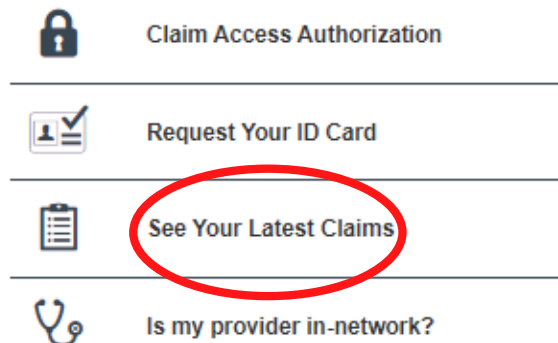 Claim Access Authorization
Request Your ID Card
See Your Latest Claims
Is my provider in-network?